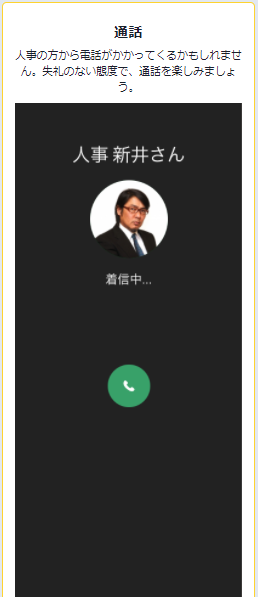 通話
人事の方から電話がかかってくるかもしれませ
ん。失礼のない態度で、通話を楽しみましょ
う。
人事 新井さん
着信中...